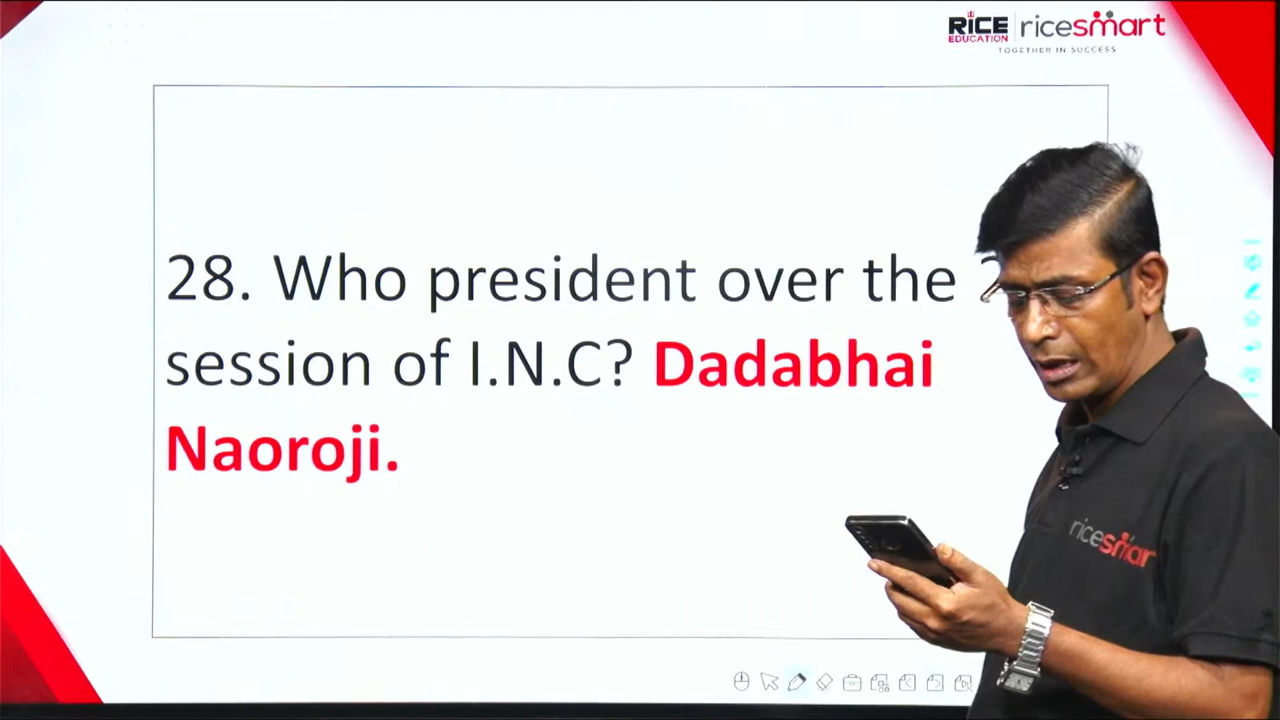 RICE
EDUCATION
ricesmart
TOGETHER IN SUCCESS
28. Who president over the
session of I.N.C? Dadabhai
Naoroji.
ricesmart